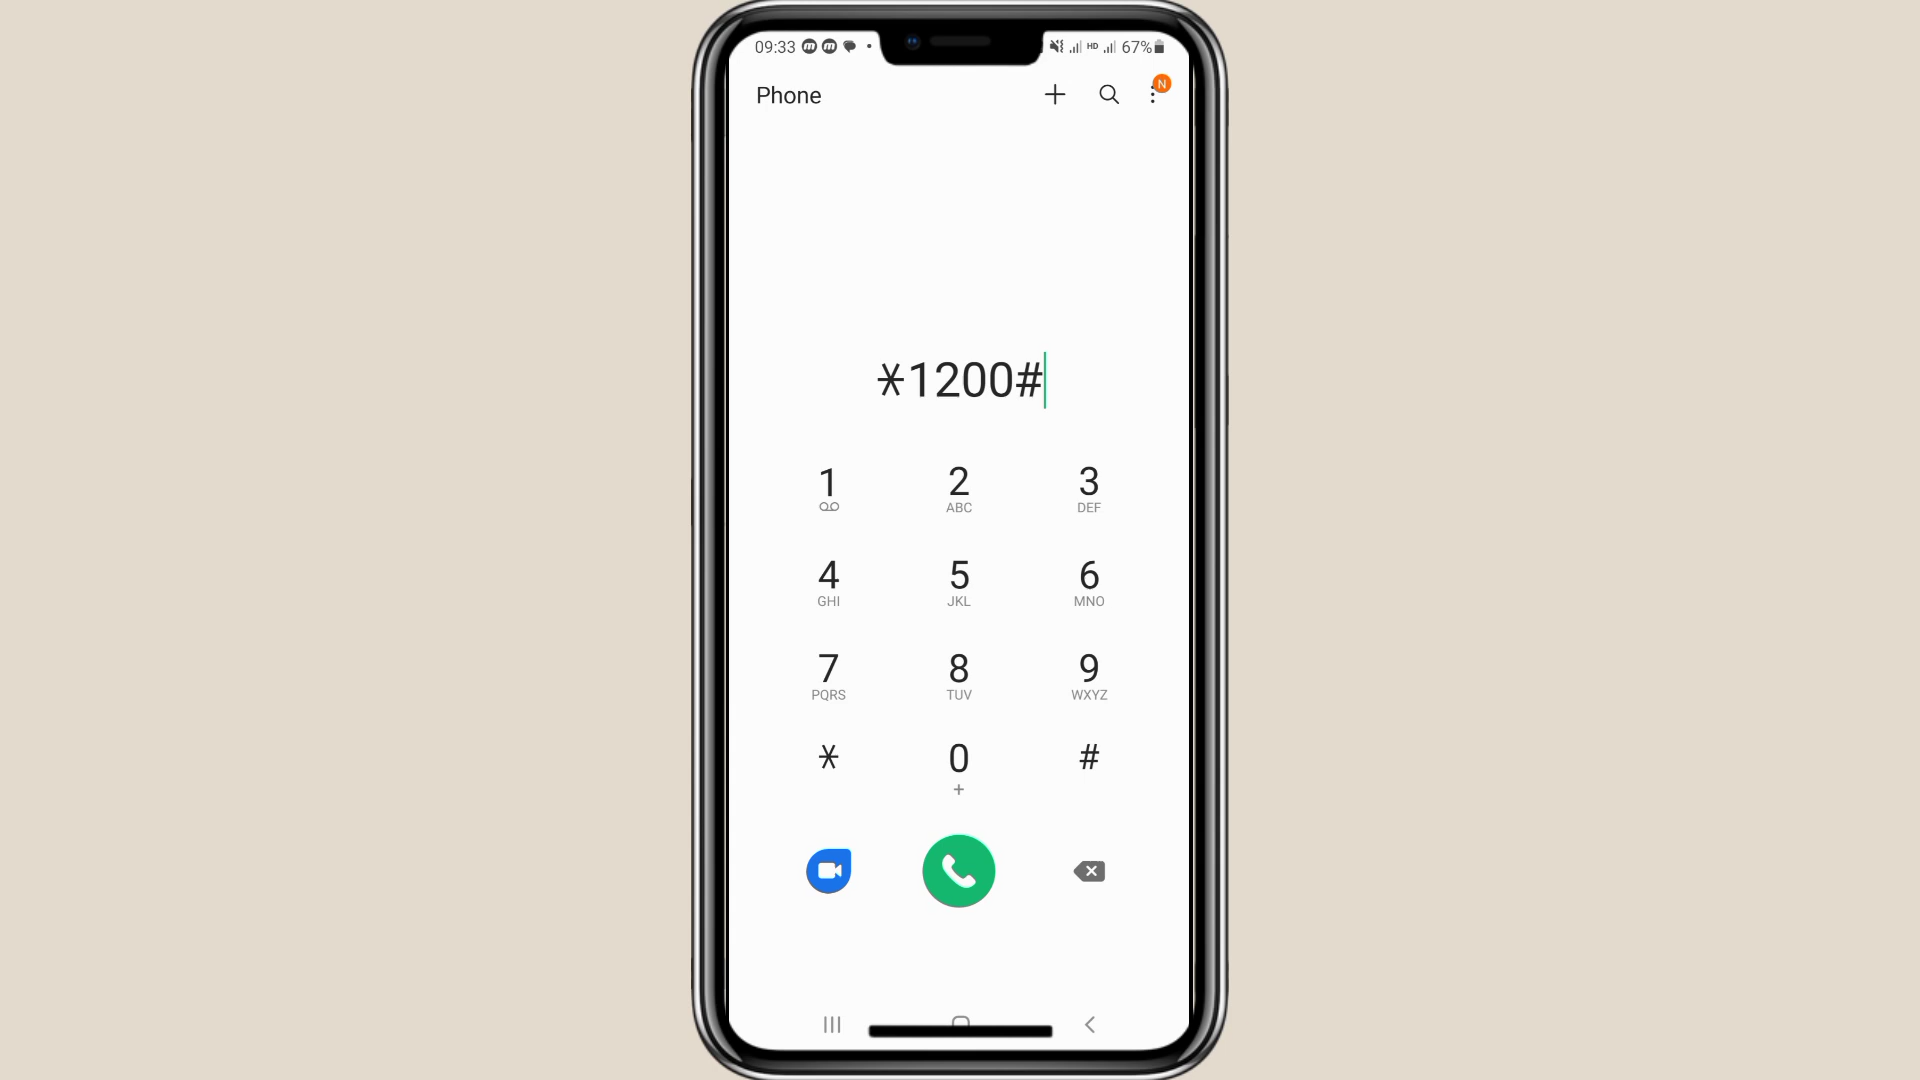 09:33 m m HD 67%
Phone
N
*1200#
1 2 3
ABC DEF
4 5 6
GHI JKL MNO
7 8 9
PQRS TUV WXYZ
* 0 #
+